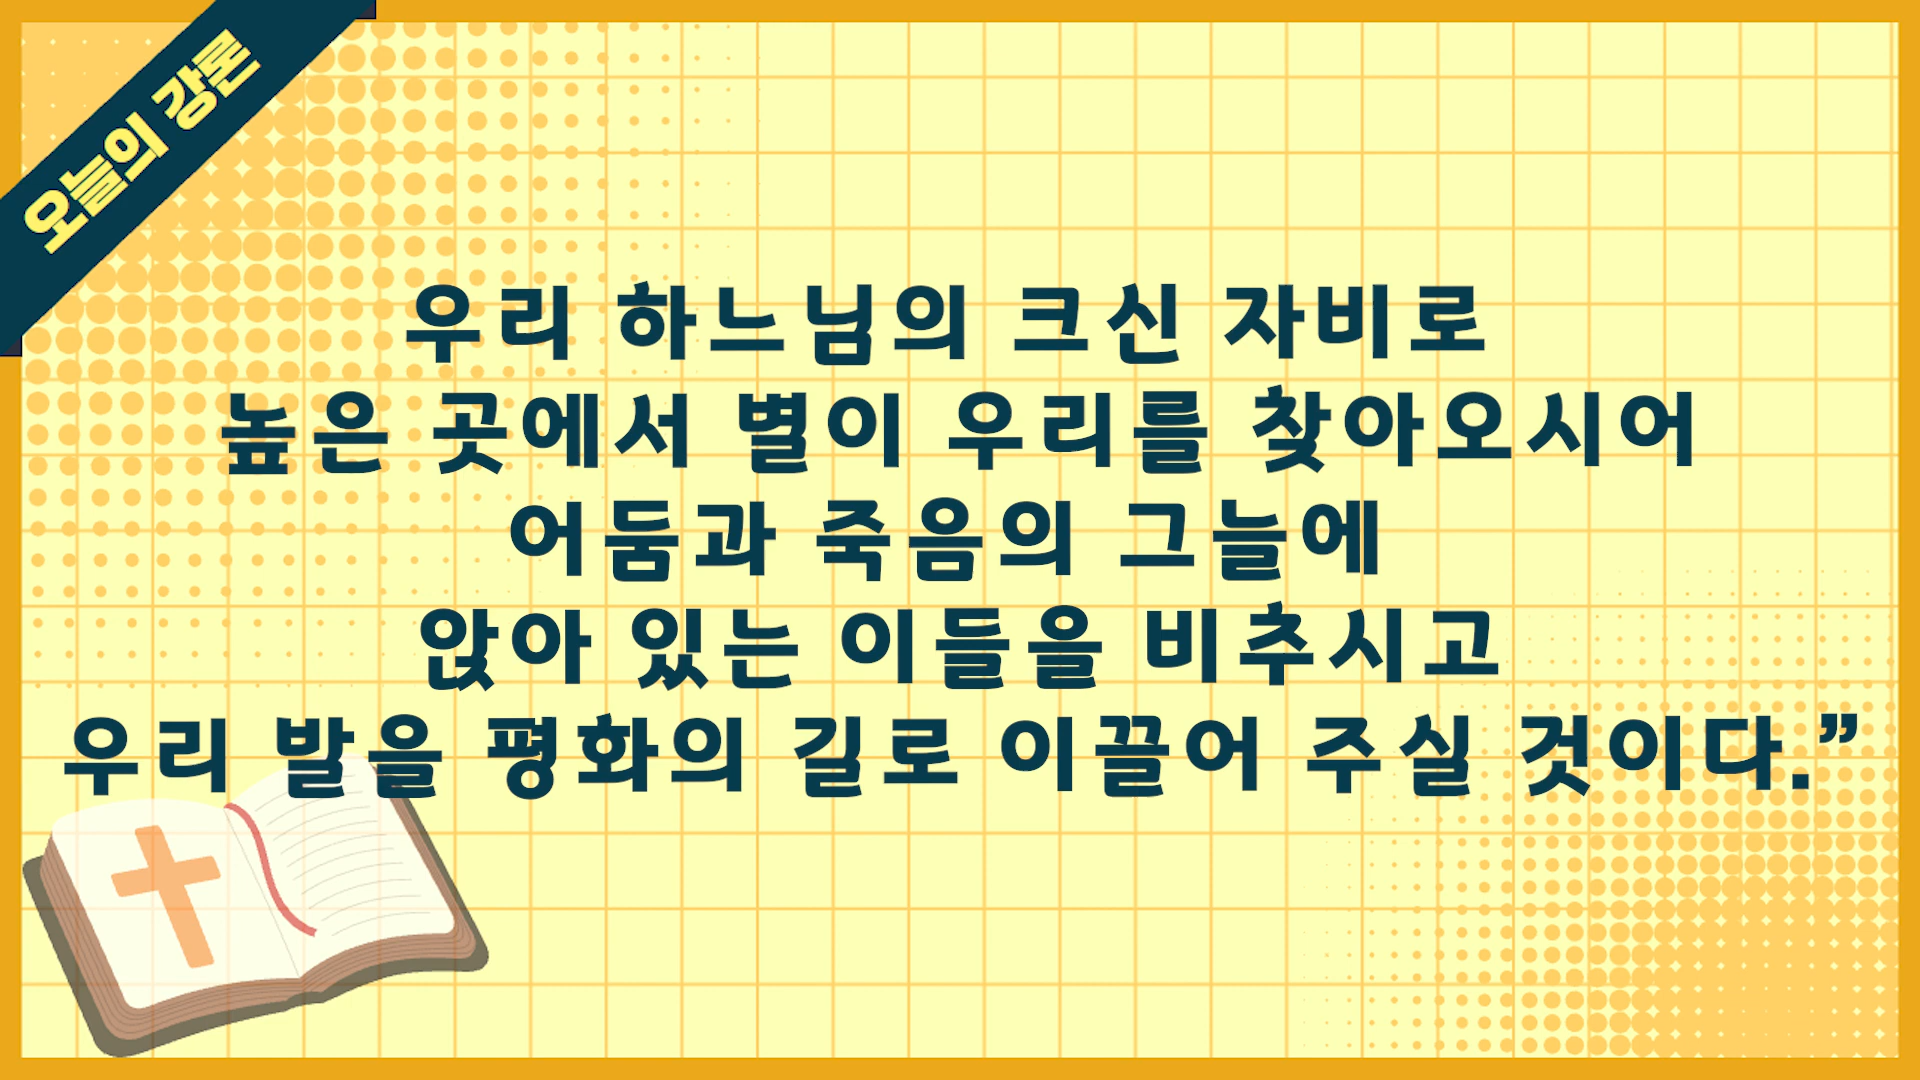 오늘의 강론
우리 하느님의 크신 자비로
높은 곳에서 별이 우리를 찾아오시어
어둠과 죽음의 그늘에
앉아 있는 이들을 비추시고
우리 발을 평화의 길로 이끌어 주실 것이다.”